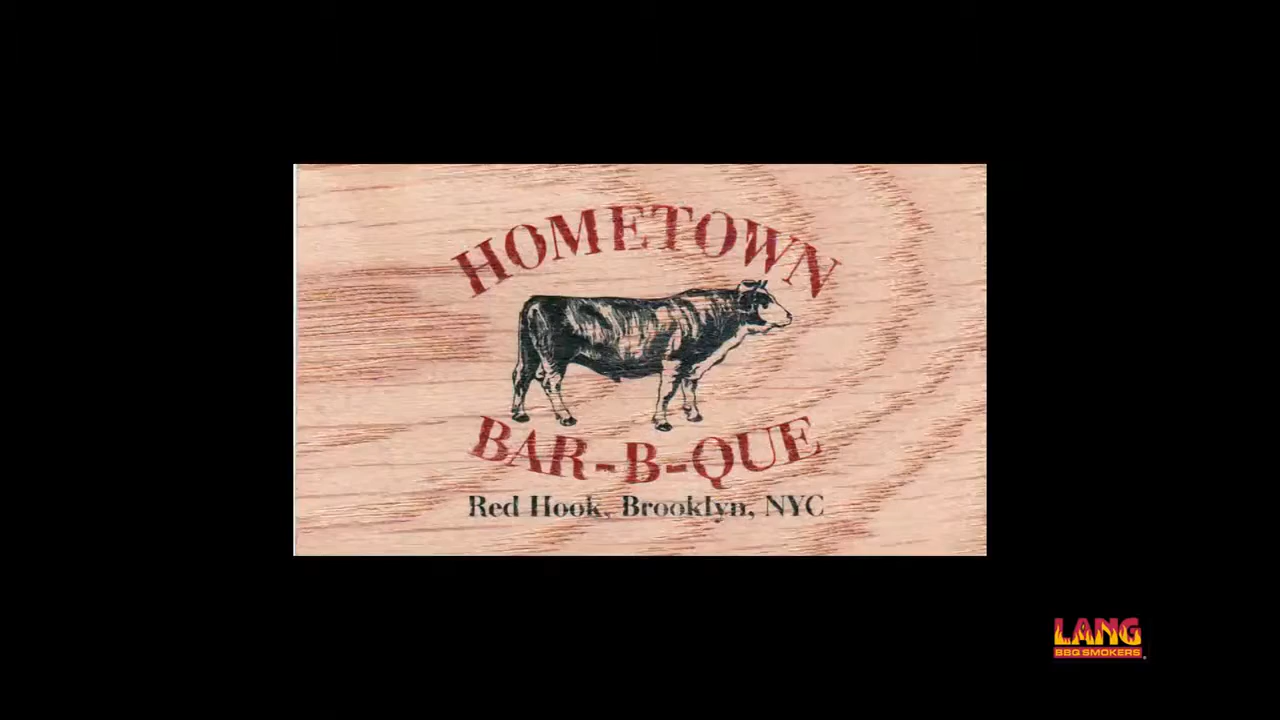 HOMETOWN
BAR-B-QUE
Red Hook, Brooklyn, NYC
LANG
BBQ SMOKERS